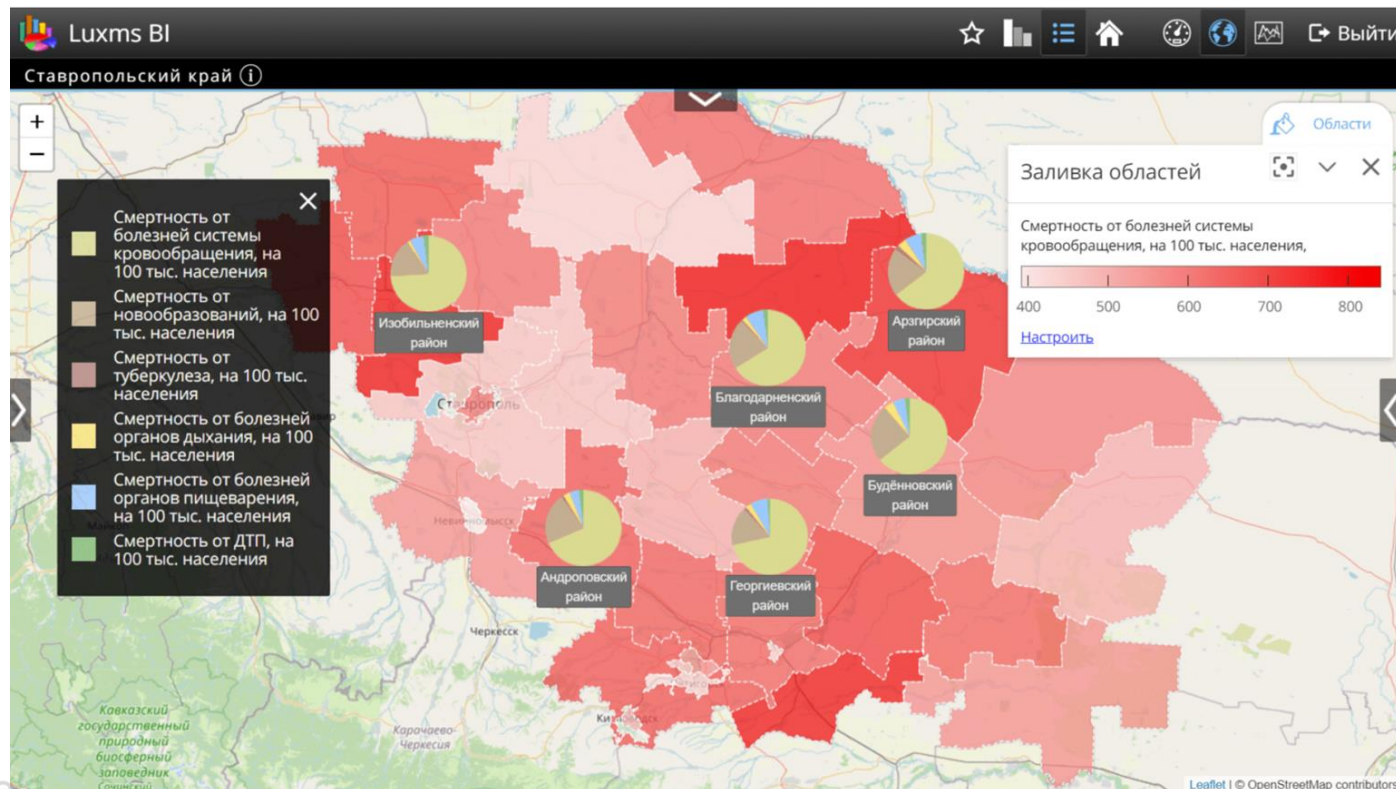 Luxms BI
Выйти
Ставропольский край
+
−
Области
Заливка областей
Смертность от болезней системы
кровообращения, на 100 тыс. населения,
400 500 600 700 800
Настроить
Смертность от
болезней системы
кровообращения, на
100 тыс. населения
Смертность от
новообразований, на 100
тыс. населения
Смертность от
туберкулеза, на 100 тыс.
населения
Смертность от болезней
органов дыхания, на 100
тыс. населения
Смертность от болезней
органов пищеварения,
на 100 тыс. населения
Смертность от ДТП, на
100 тыс. населения
Изобильненский
район
Арзгирский
район
Благодарненский
район
Ставрополь
Будённовский
район
Невинномысск
Андроповский
район
Георгиевский
район
Черкесск
Кисловодск
Карачаево-
Черкесия
Кавказский
государственный
природный
биосферный
заповедник
Leaflet | © OpenStreetMap contributors